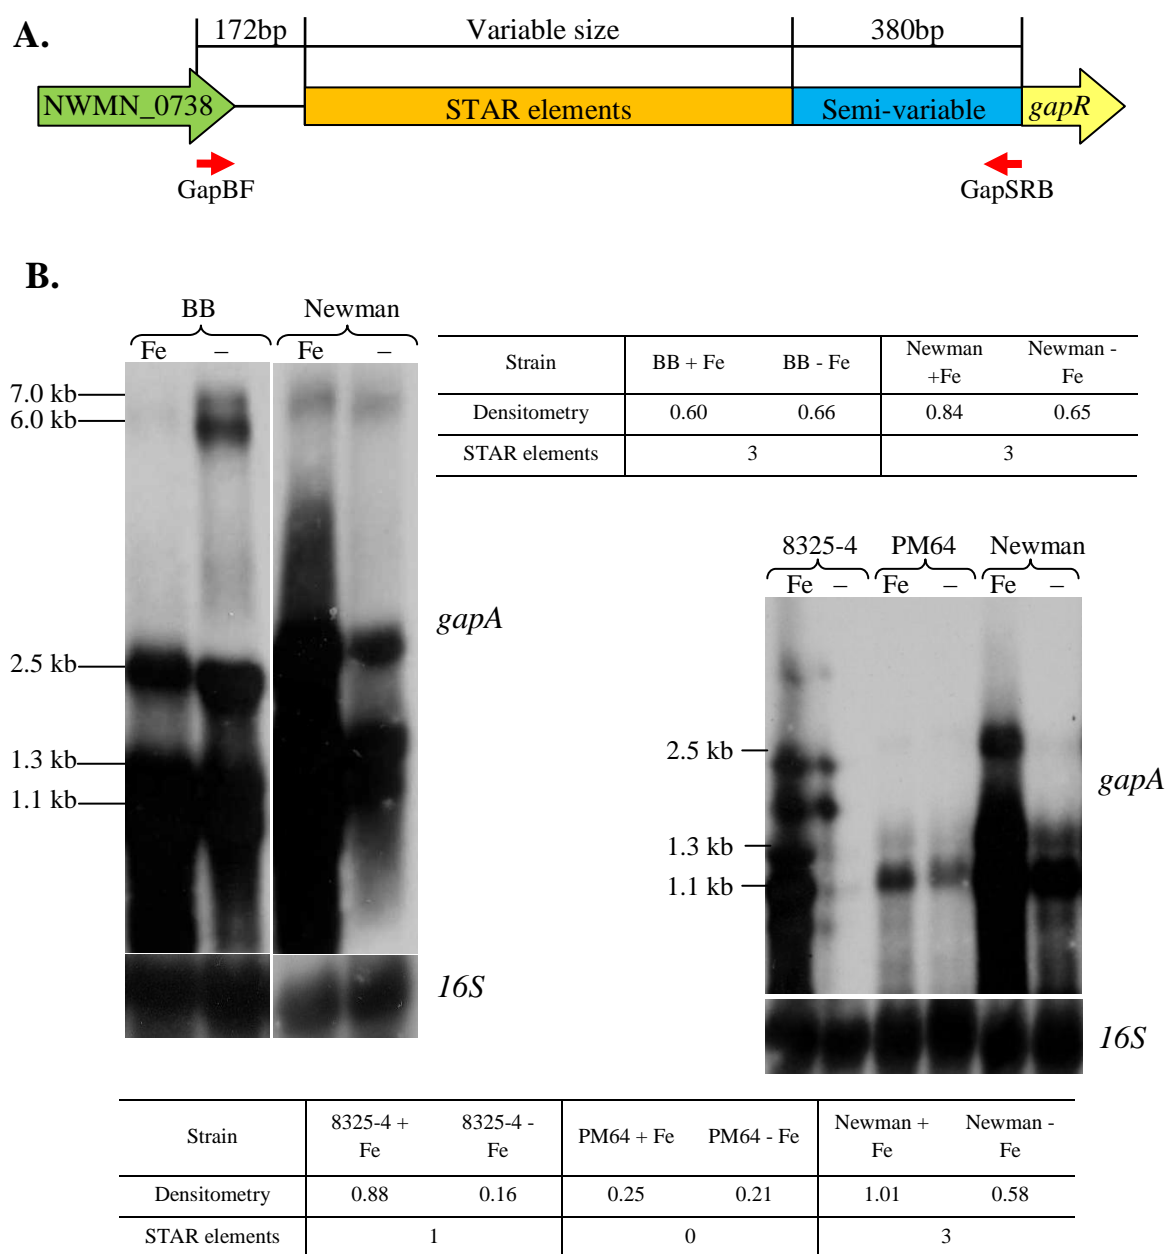 A.
172bp Variable size 380bp
NWMN_0738 STAR elements Semi-variable gapR
GapBF GapSRB
B.
BB Newman
Fe – Fe –
7.0 kb
6.0 kb
2.5 kb
1.3 kb
1.1 kb
gapA
16S
Strain BB + Fe BB - Fe Newman +Fe Newman - Fe
Densitometry 0.60 0.66 0.84 0.65
STAR elements 3 3
8325-4 PM64 Newman
Fe – Fe – Fe –
2.5 kb
1.3 kb
1.1 kb
gapA
16S
Strain 8325-4 + Fe 8325-4 - Fe PM64 + Fe PM64 - Fe Newman + Fe Newman - Fe
Densitometry 0.88 0.16 0.25 0.21 1.01 0.58
STAR elements 1 0 3